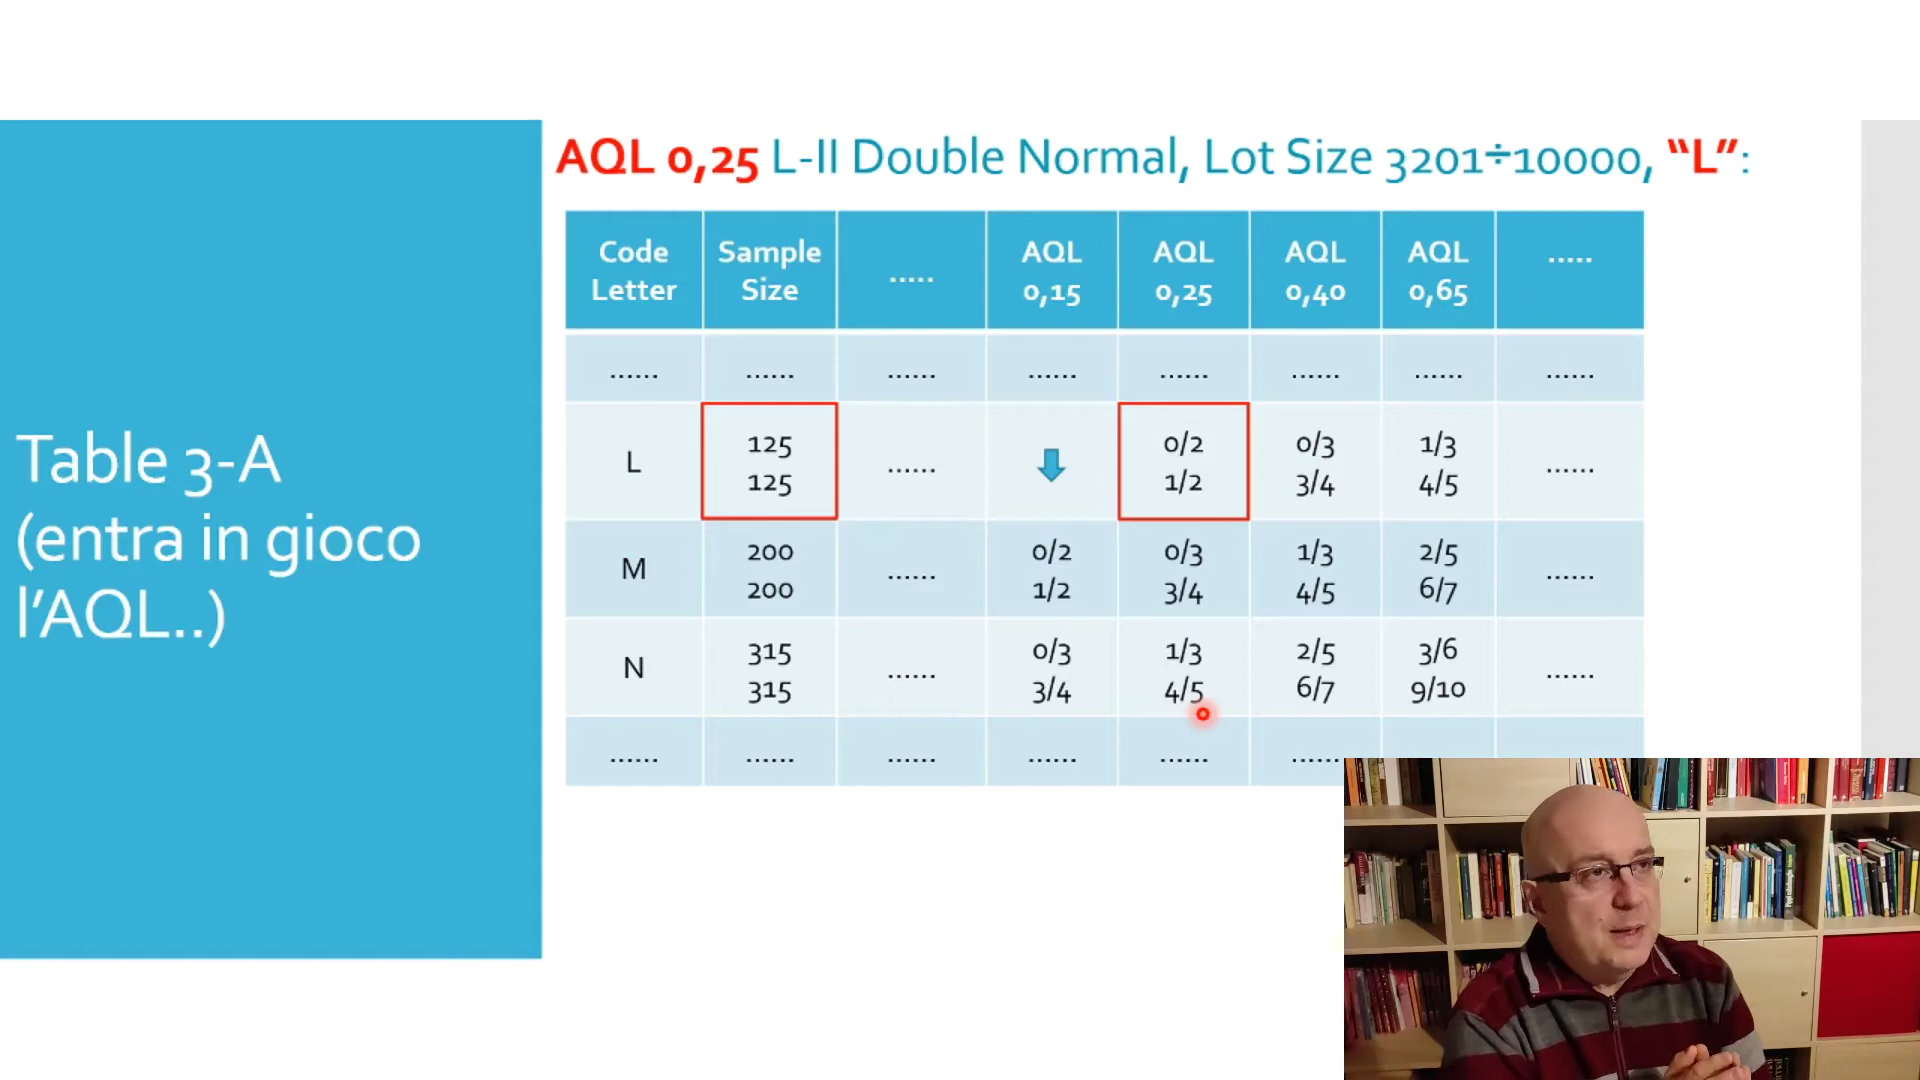 AQL 0,25 L-II Double Normal, Lot Size 3201÷10000, “L”:
Table 3-A
(entra in gioco
l’AQL..)
Code Letter Sample Size ..... AQL 0,15 AQL 0,25 AQL 0,40 AQL 0,65 .....
...... ...... ...... ...... ...... ...... ...... ......
L 125 125 ...... 0/2 1/2 0/3 3/4 1/3 4/5 ......
M 200 200 ...... 0/2 1/2 0/3 3/4 1/3 4/5 2/5 6/7 ......
N 315 315 ...... 0/3 3/4 1/3 4/5 2/5 6/7 3/6 9/10 ......
...... ...... ...... ...... ...... ......